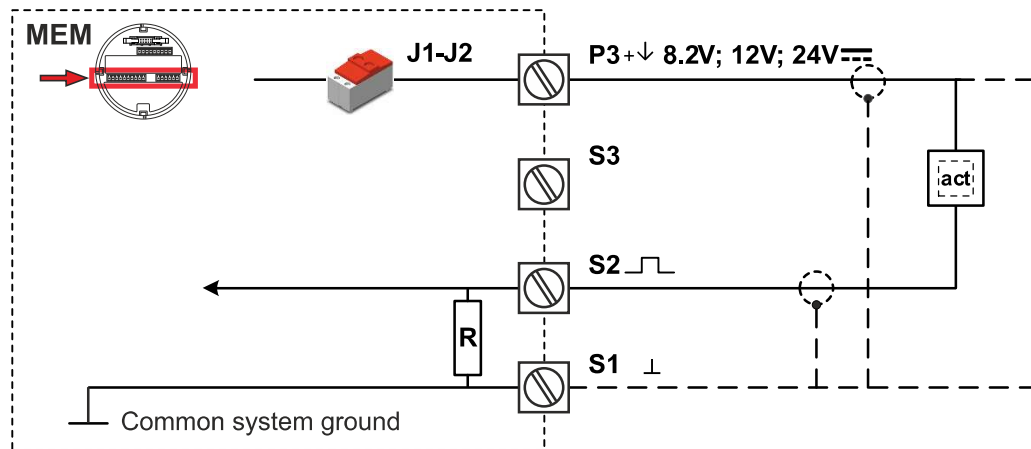 MEM
J1-J2
P3 + ↓ 8.2V; 12V; 24V ⎓
S3
act
S2
R
S1 ⊥
Common system ground